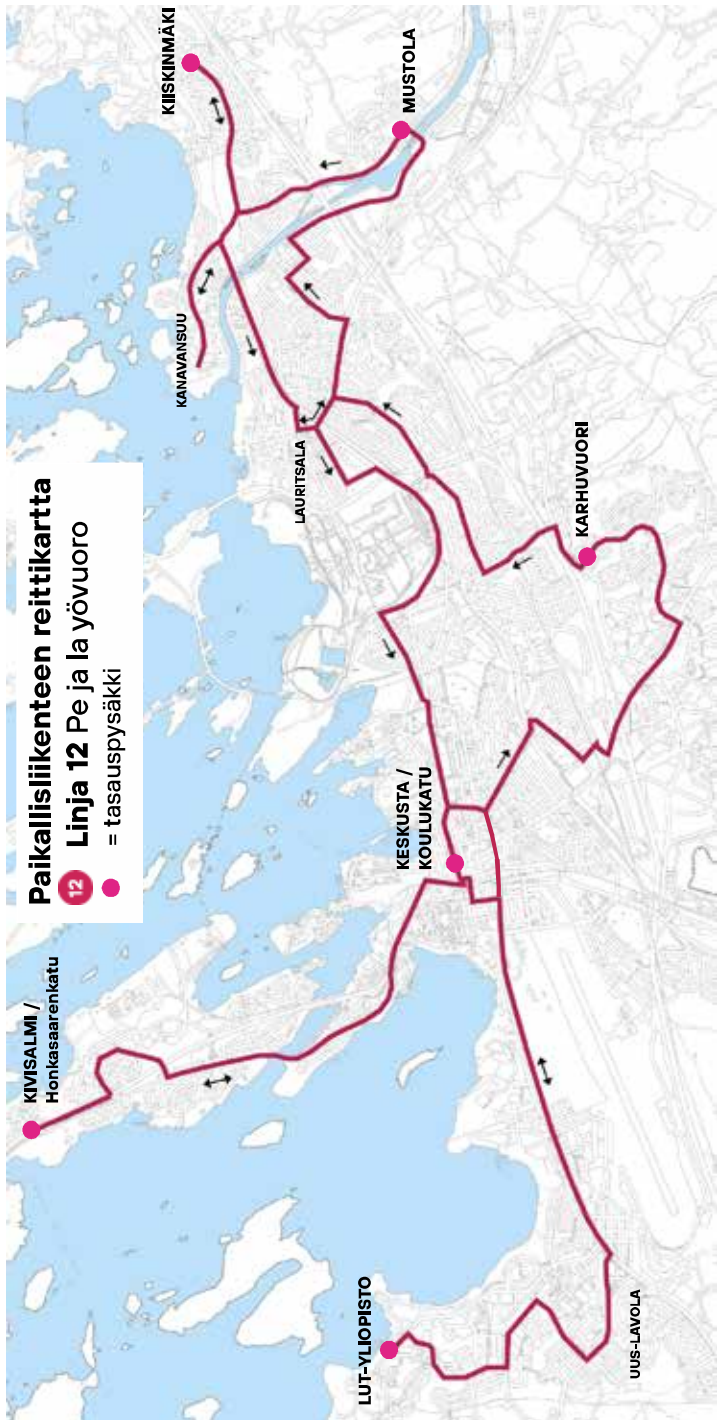 Paikallisliikenteen reittikartta
12 Linja 12 Pe ja la yövuoro
= tasauspysäkki
KIVISALMI /
Honkasaarenkatu
LUT-YLIOPISTO
UUS-LAVOLA
KESKUSTA /
KOULUKATU
KARHUVUORI
LAURITSALA
KANAVANSUU
KIISKINMÄKI
MUSTOLA